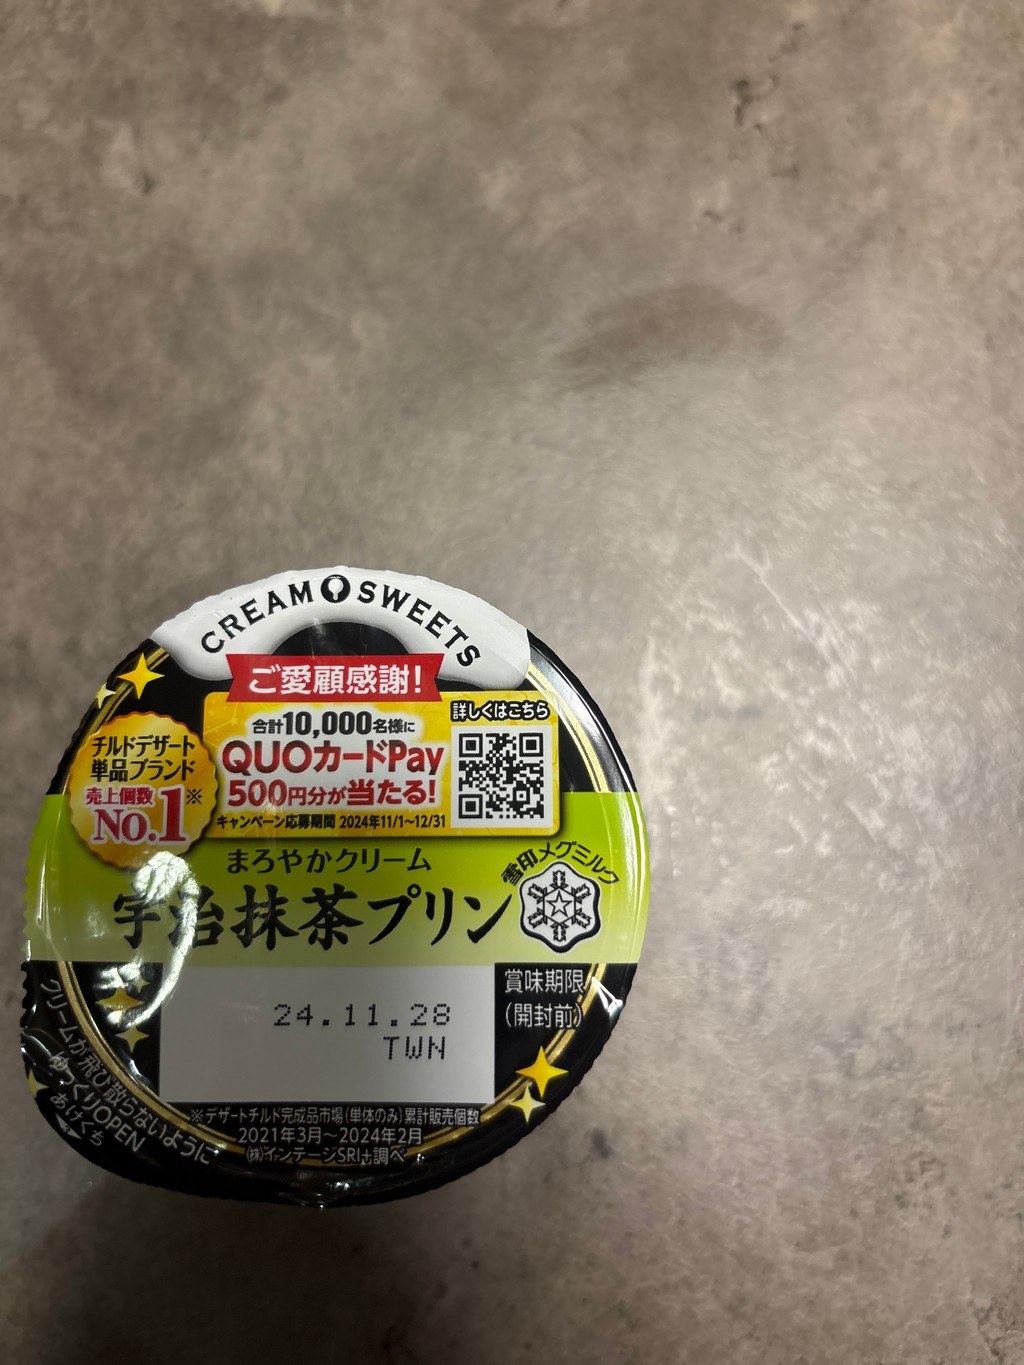 CREAM SWEETS
ご愛顧感謝!
合計10,000名様に
QUOカードPay
500円分が当たる!
キャンペーン応募期間 2024年11/1~12/31
詳しくはこちら
チルドデザート
単品ブランド
売上個数
No.1※
まろやかクリーム
宇治抹茶プリン
雪印メグミルク
24.11.28
TWN
賞味期限
(開封前)
※デザートチルド完成品市場(単体のみ)累計販売個数
2021年3月~2024年2月
㈱インテージSRI+調べ
クリームが飛び散らないように
ゆっくりOPEN
あけくち